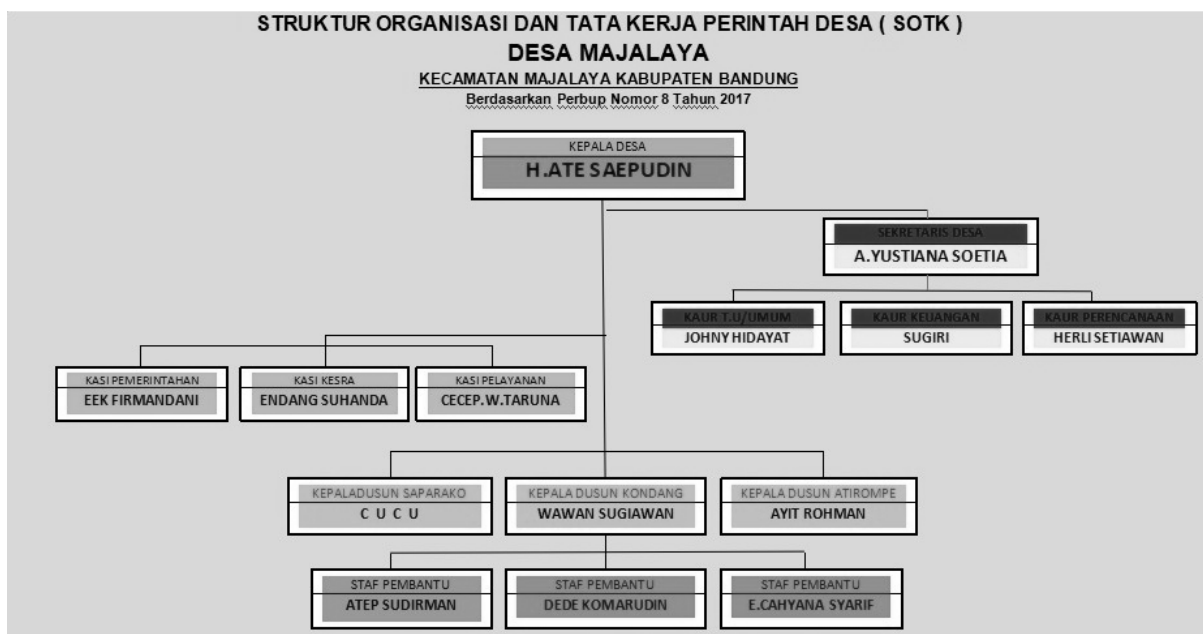 STRUKTUR ORGANISASI DAN TATA KERJA PERINTAH DESA ( SOTK )
DESA MAJALAYA
KECAMATAN MAJALAYA KABUPATEN BANDUNG
Berdasarkan Perbup Nomor 8 Tahun 2017
KEPALA DESA
H.ATE SAEPUDIN
SEKRETARIS DESA
A.YUSTIANA SOETIA
KAUR T.U/UMUM
JOHNY HIDAYAT
KAUR KEUANGAN
SUGIRI
KAUR PERENCANAAN
HERLI SETIAWAN
KASI PEMERINTAHAN
EEK FIRMANDANI
KASI KESRA
ENDANG SUHANDA
KASI PELAYANAN
CECEP.W.TARUNA
KEPALADUSUN SAPARAKO
C U C U
KEPALA DUSUN KONDANG
WAWAN SUGIAWAN
KEPALA DUSUN ATIROMPE
AYIT ROHMAN
STAF PEMBANTU
ATEP SUDIRMAN
STAF PEMBANTU
DEDE KOMARUDIN
STAF PEMBANTU
E.CAHYANA SYARIF